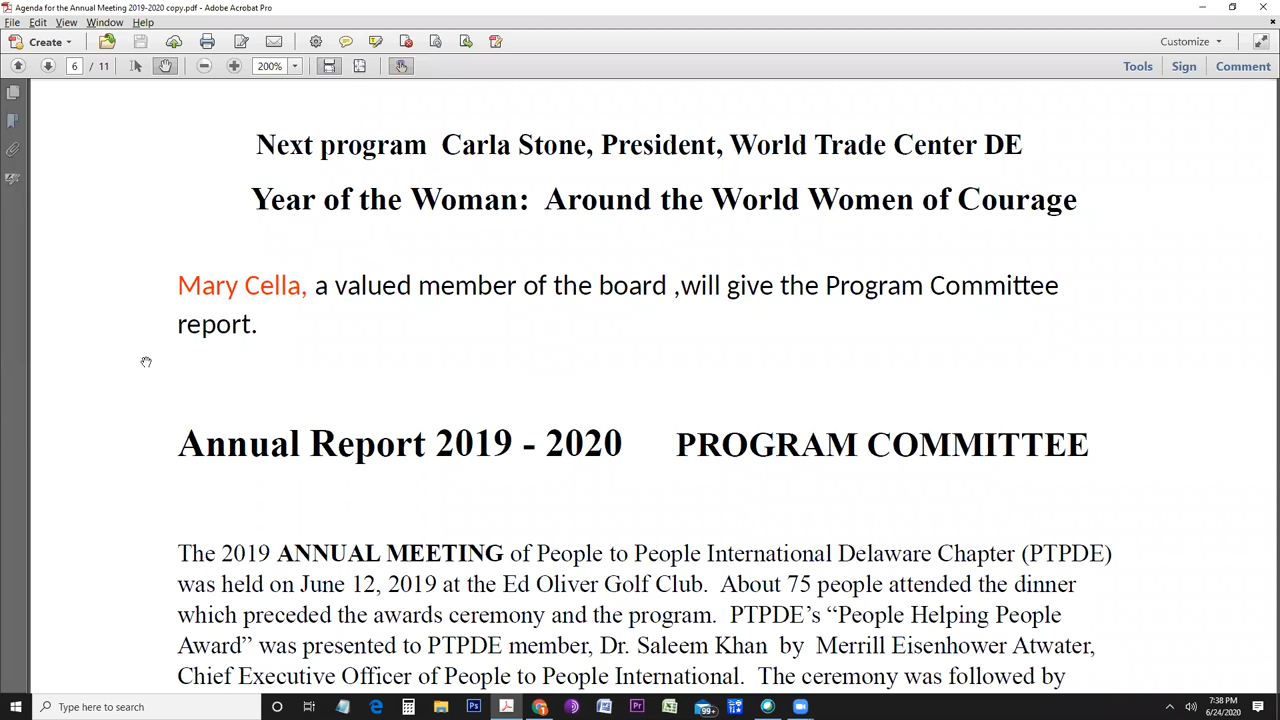 Agenda for the Annual Meeting 2019-2020 copy.pdf - Adobe Acrobat Pro
File Edit View Window Help
Create Customize
6 / 11 200% Tools Sign Comment
Next program Carla Stone, President, World Trade Center DE
Year of the Woman: Around the World Women of Courage
Mary Cella, a valued member of the board ,will give the Program Committee
report.
Annual Report 2019 - 2020 PROGRAM COMMITTEE
The 2019 ANNUAL MEETING of People to People International Delaware Chapter (PTPDE)
was held on June 12, 2019 at the Ed Oliver Golf Club. About 75 people attended the dinner
which preceded the awards ceremony and the program. PTPDE’s “People Helping People
Award” was presented to PTPDE member, Dr. Saleem Khan by Merrill Eisenhower Atwater,
Chief Executive Officer of People to People International. The ceremony was followed by
Type here to search
99+
7:38 PM
6/24/2020